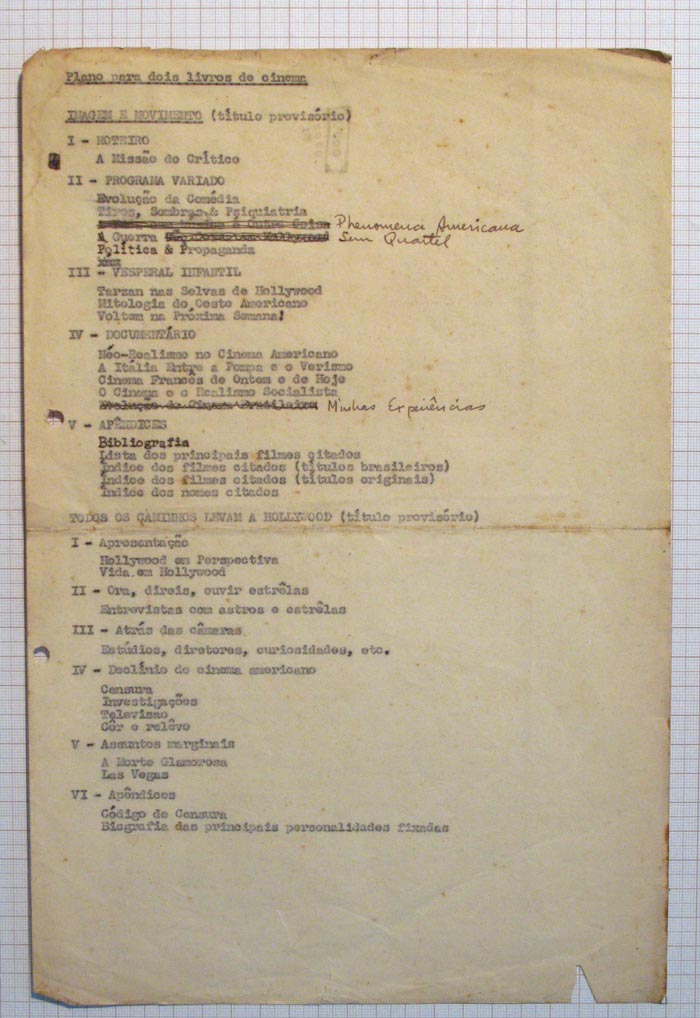 Plano para dois livros de cinema
IMAGEM E MOVIMENTO (título provisório)
I - ROTEIRO
A Missão do Crítico
II - PROGRAMA VARIADO
Evolução da Comédia
Tiros, Sombras & Psiquiatria
Phenomena Americana
A Guerra Sem Quartel
Política & Propaganda
III - VESPERAL INFANTIL
Tarzan nas Selvas de Hollywood
Mitologia do Oeste Americano
Voltem na Próxima Semana!
IV - DOCUMENTÁRIO
Néo-Realismo no Cinema Americano
A Itália Entre a Pompa e o Verismo
Cinema Francês de Ontem e de Hoje
O Cinema e o Realismo Socialista
Evolução do Cinema Brasileiro Minhas Experiências
V - APÊNDICES
Bibliografia
Lista dos principais filmes citados
Índice dos filmes citados (títulos brasileiros)
Índice dos filmes citados (títulos originais)
Índice dos nomes citados
TODOS OS CAMINHOS LEVAM A HOLLYWOOD (título provisório)
I - Apresentação
Hollywood em Perspectiva
Vida em Hollywood
II - Ora, direis, ouvir estrêlas
Entrevistas com astros e estrêlas
III - Atrás das câmaras
Estúdios, diretores, curiosidades, etc.
IV - Declínio do cinema americano
Censura
Investigações
Televisão
Côr e relêvo
V - Assuntos marginais
A Morte Glamorosa
Las Vegas
VI - Apêndices
Código de Censura
Biografia das principais personalidades fixadas